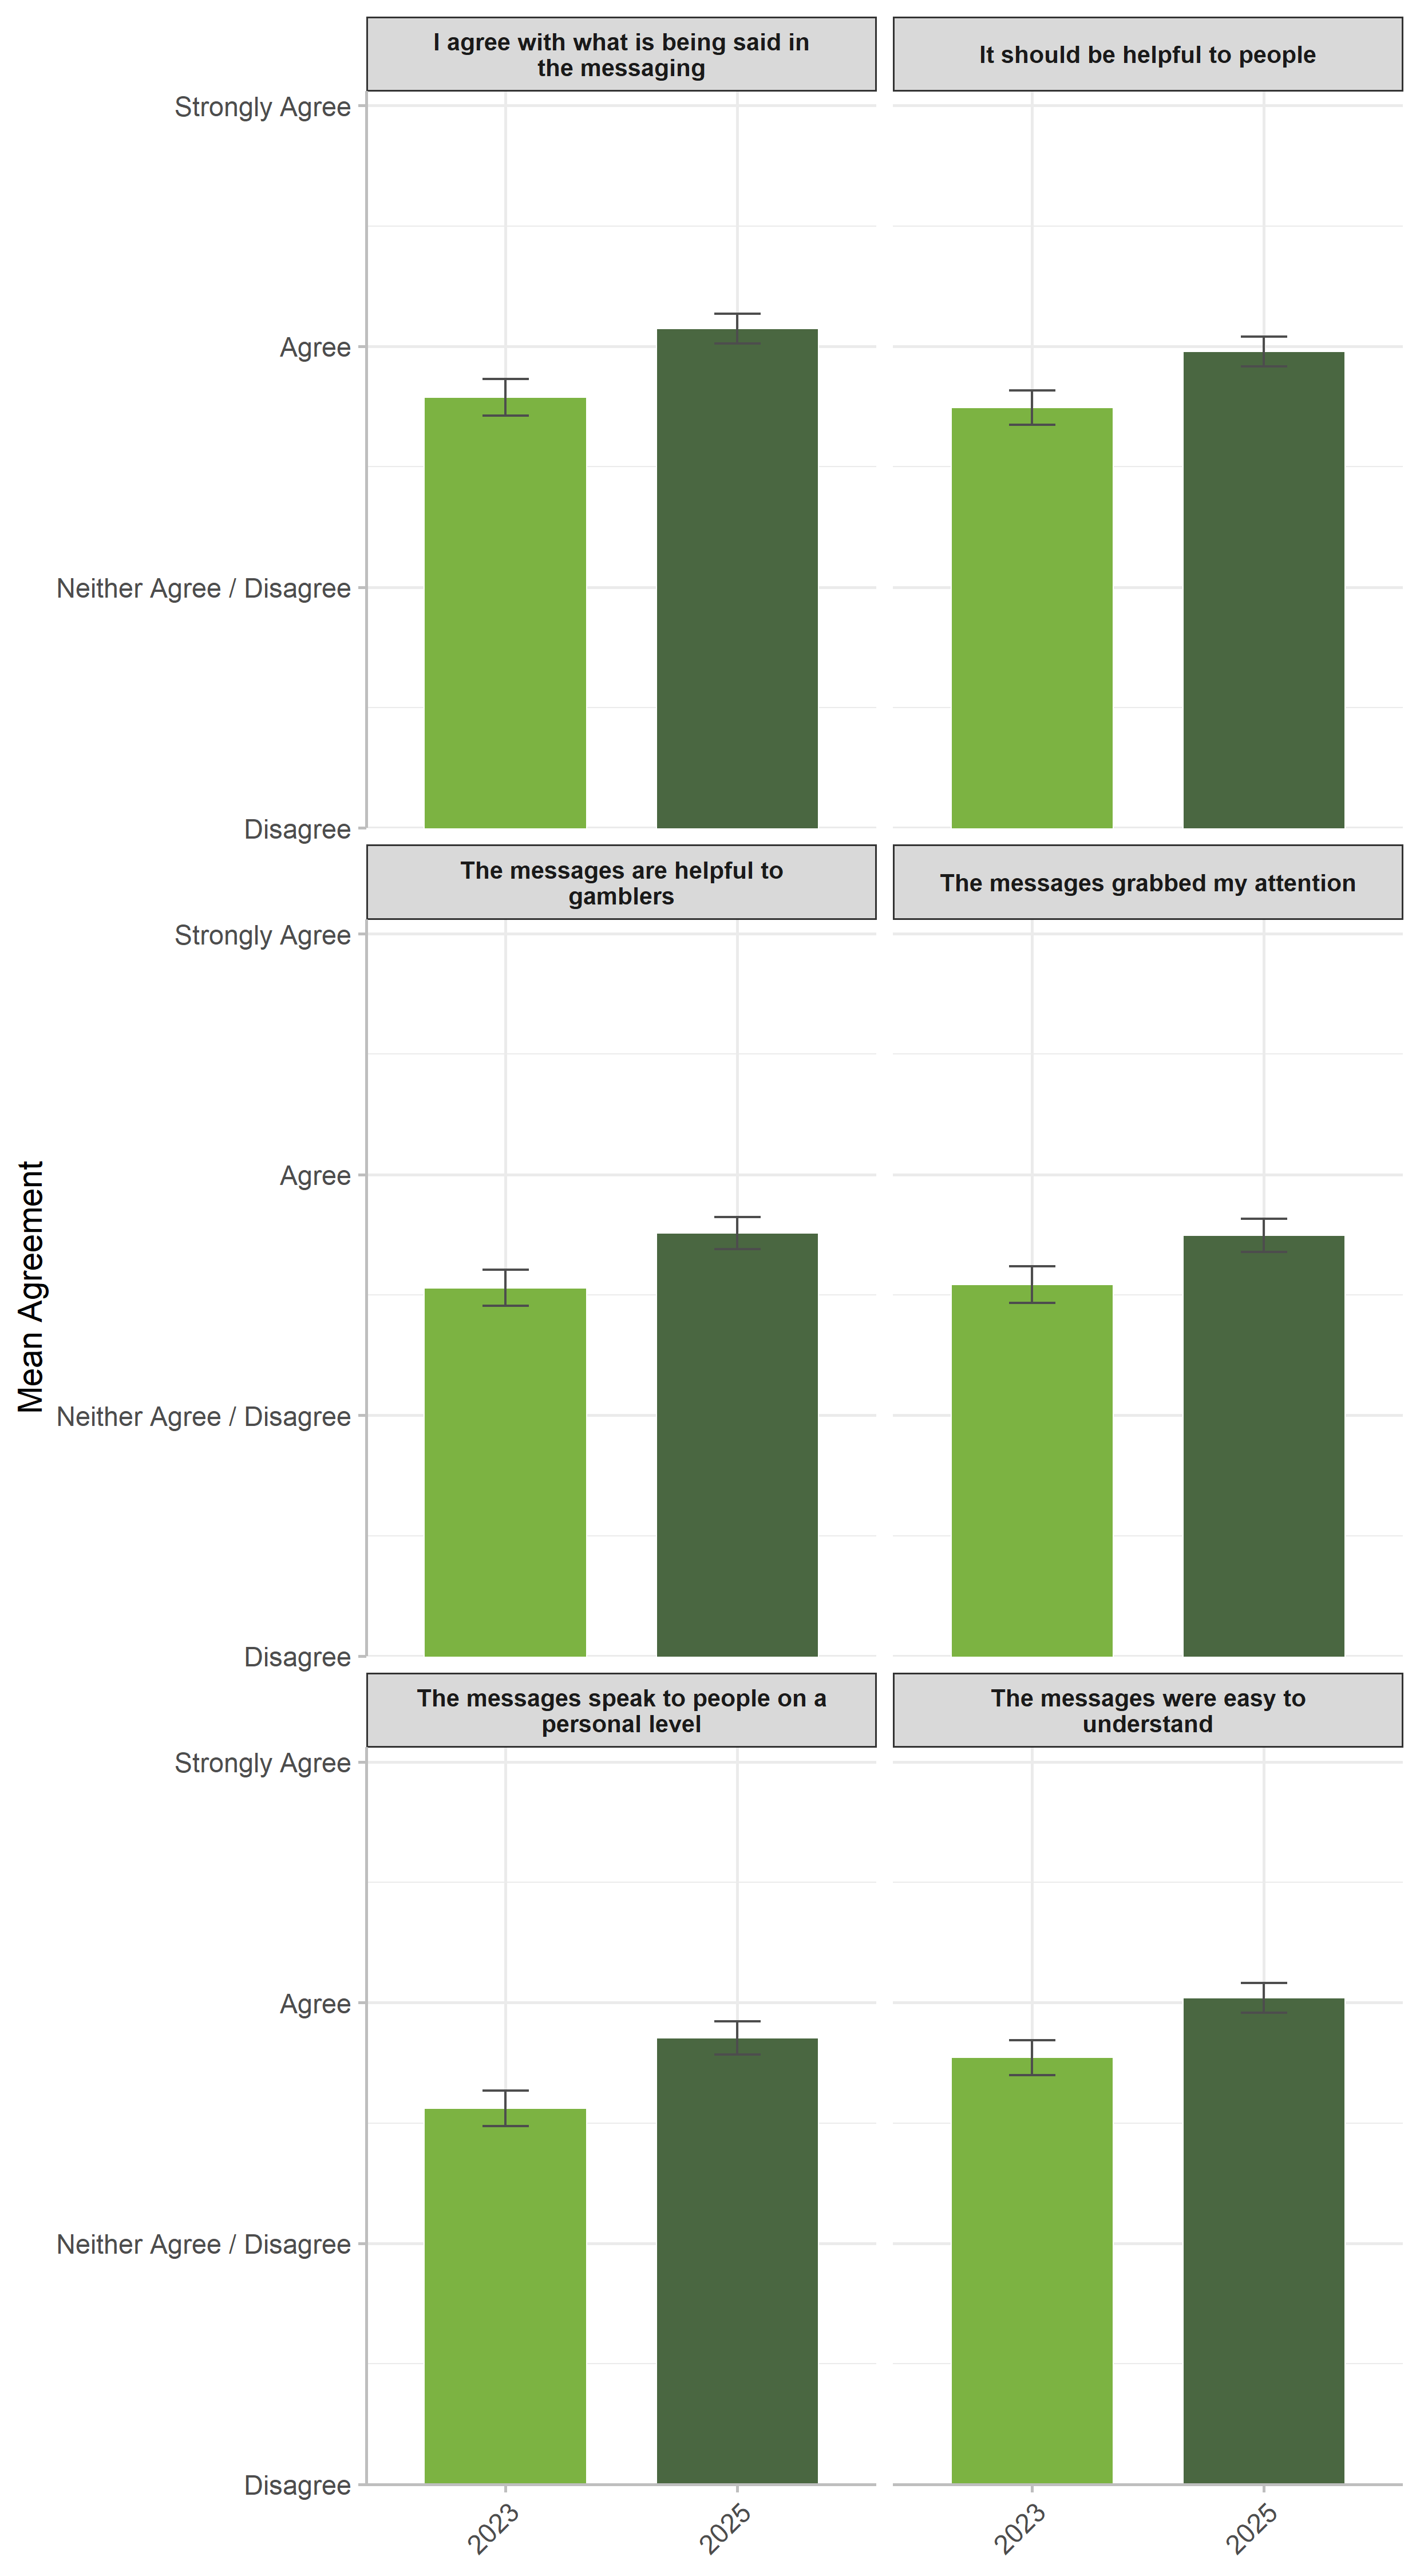 I agree with what is being said in
the messaging
It should be helpful to people
Strongly Agree
Agree
Neither Agree / Disagree
Disagree
The messages are helpful to
gamblers
The messages grabbed my attention
Strongly Agree
Agree
Neither Agree / Disagree
Disagree
Mean Agreement
The messages speak to people on a
personal level
The messages were easy to
understand
Strongly Agree
Agree
Neither Agree / Disagree
Disagree
2023
2025
2023
2025